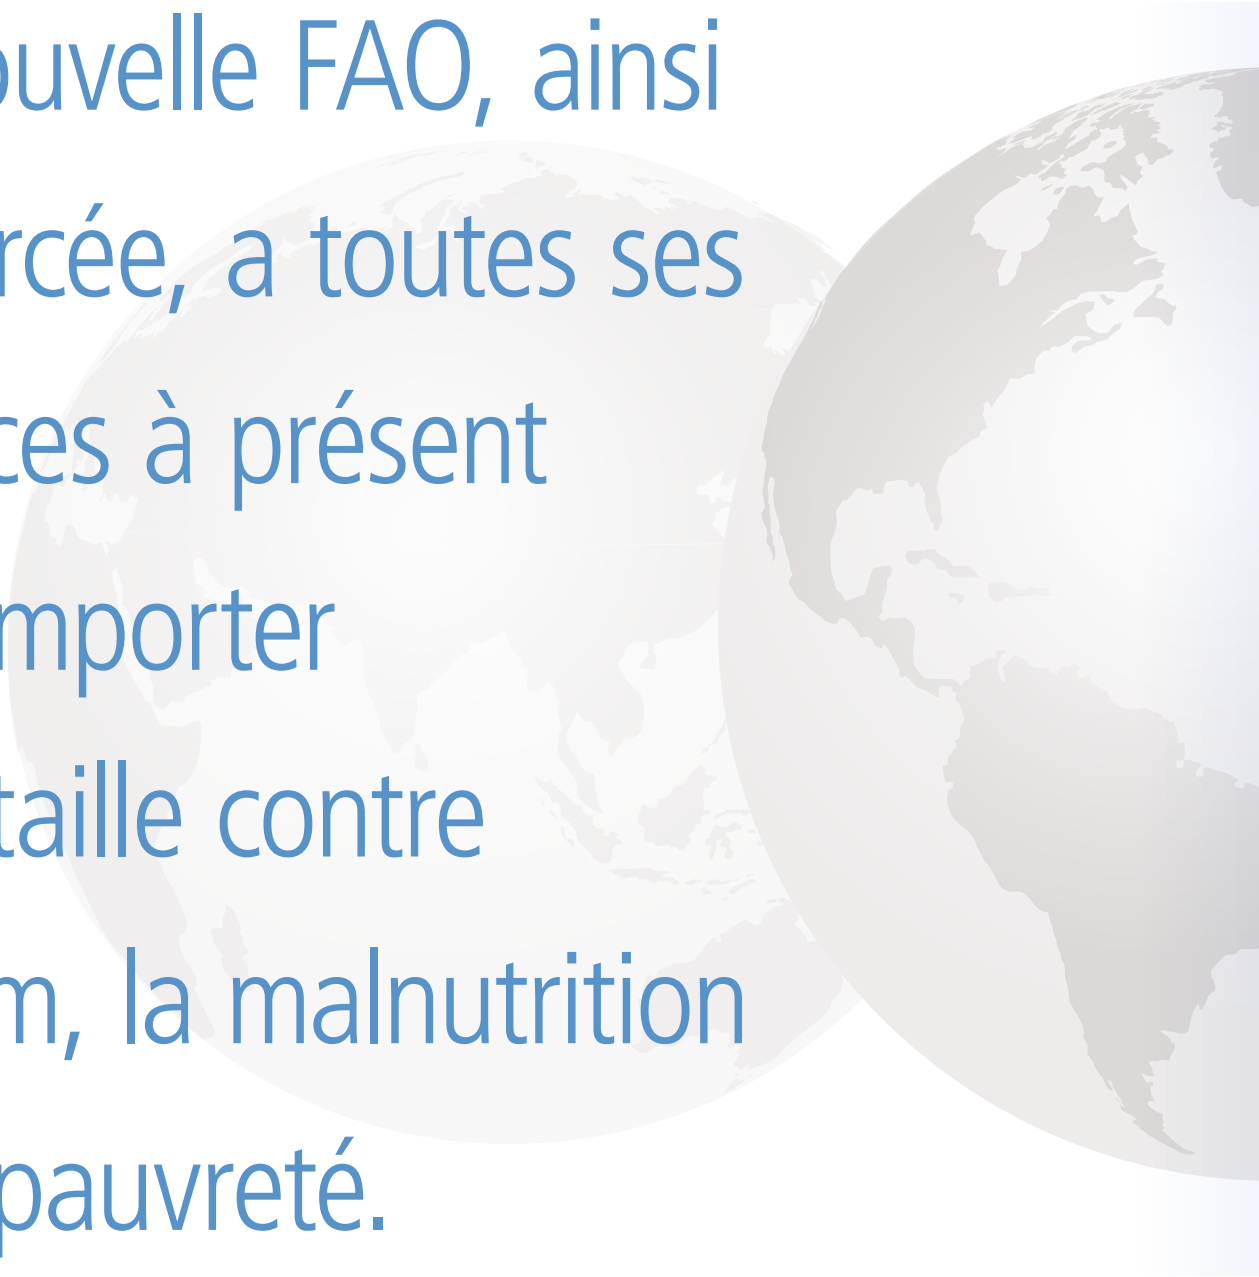 ouvelle FAO, ainsi
rcée, a toutes ses
ces à présent
mporter
taille contre
m, la malnutrition
pauvreté.